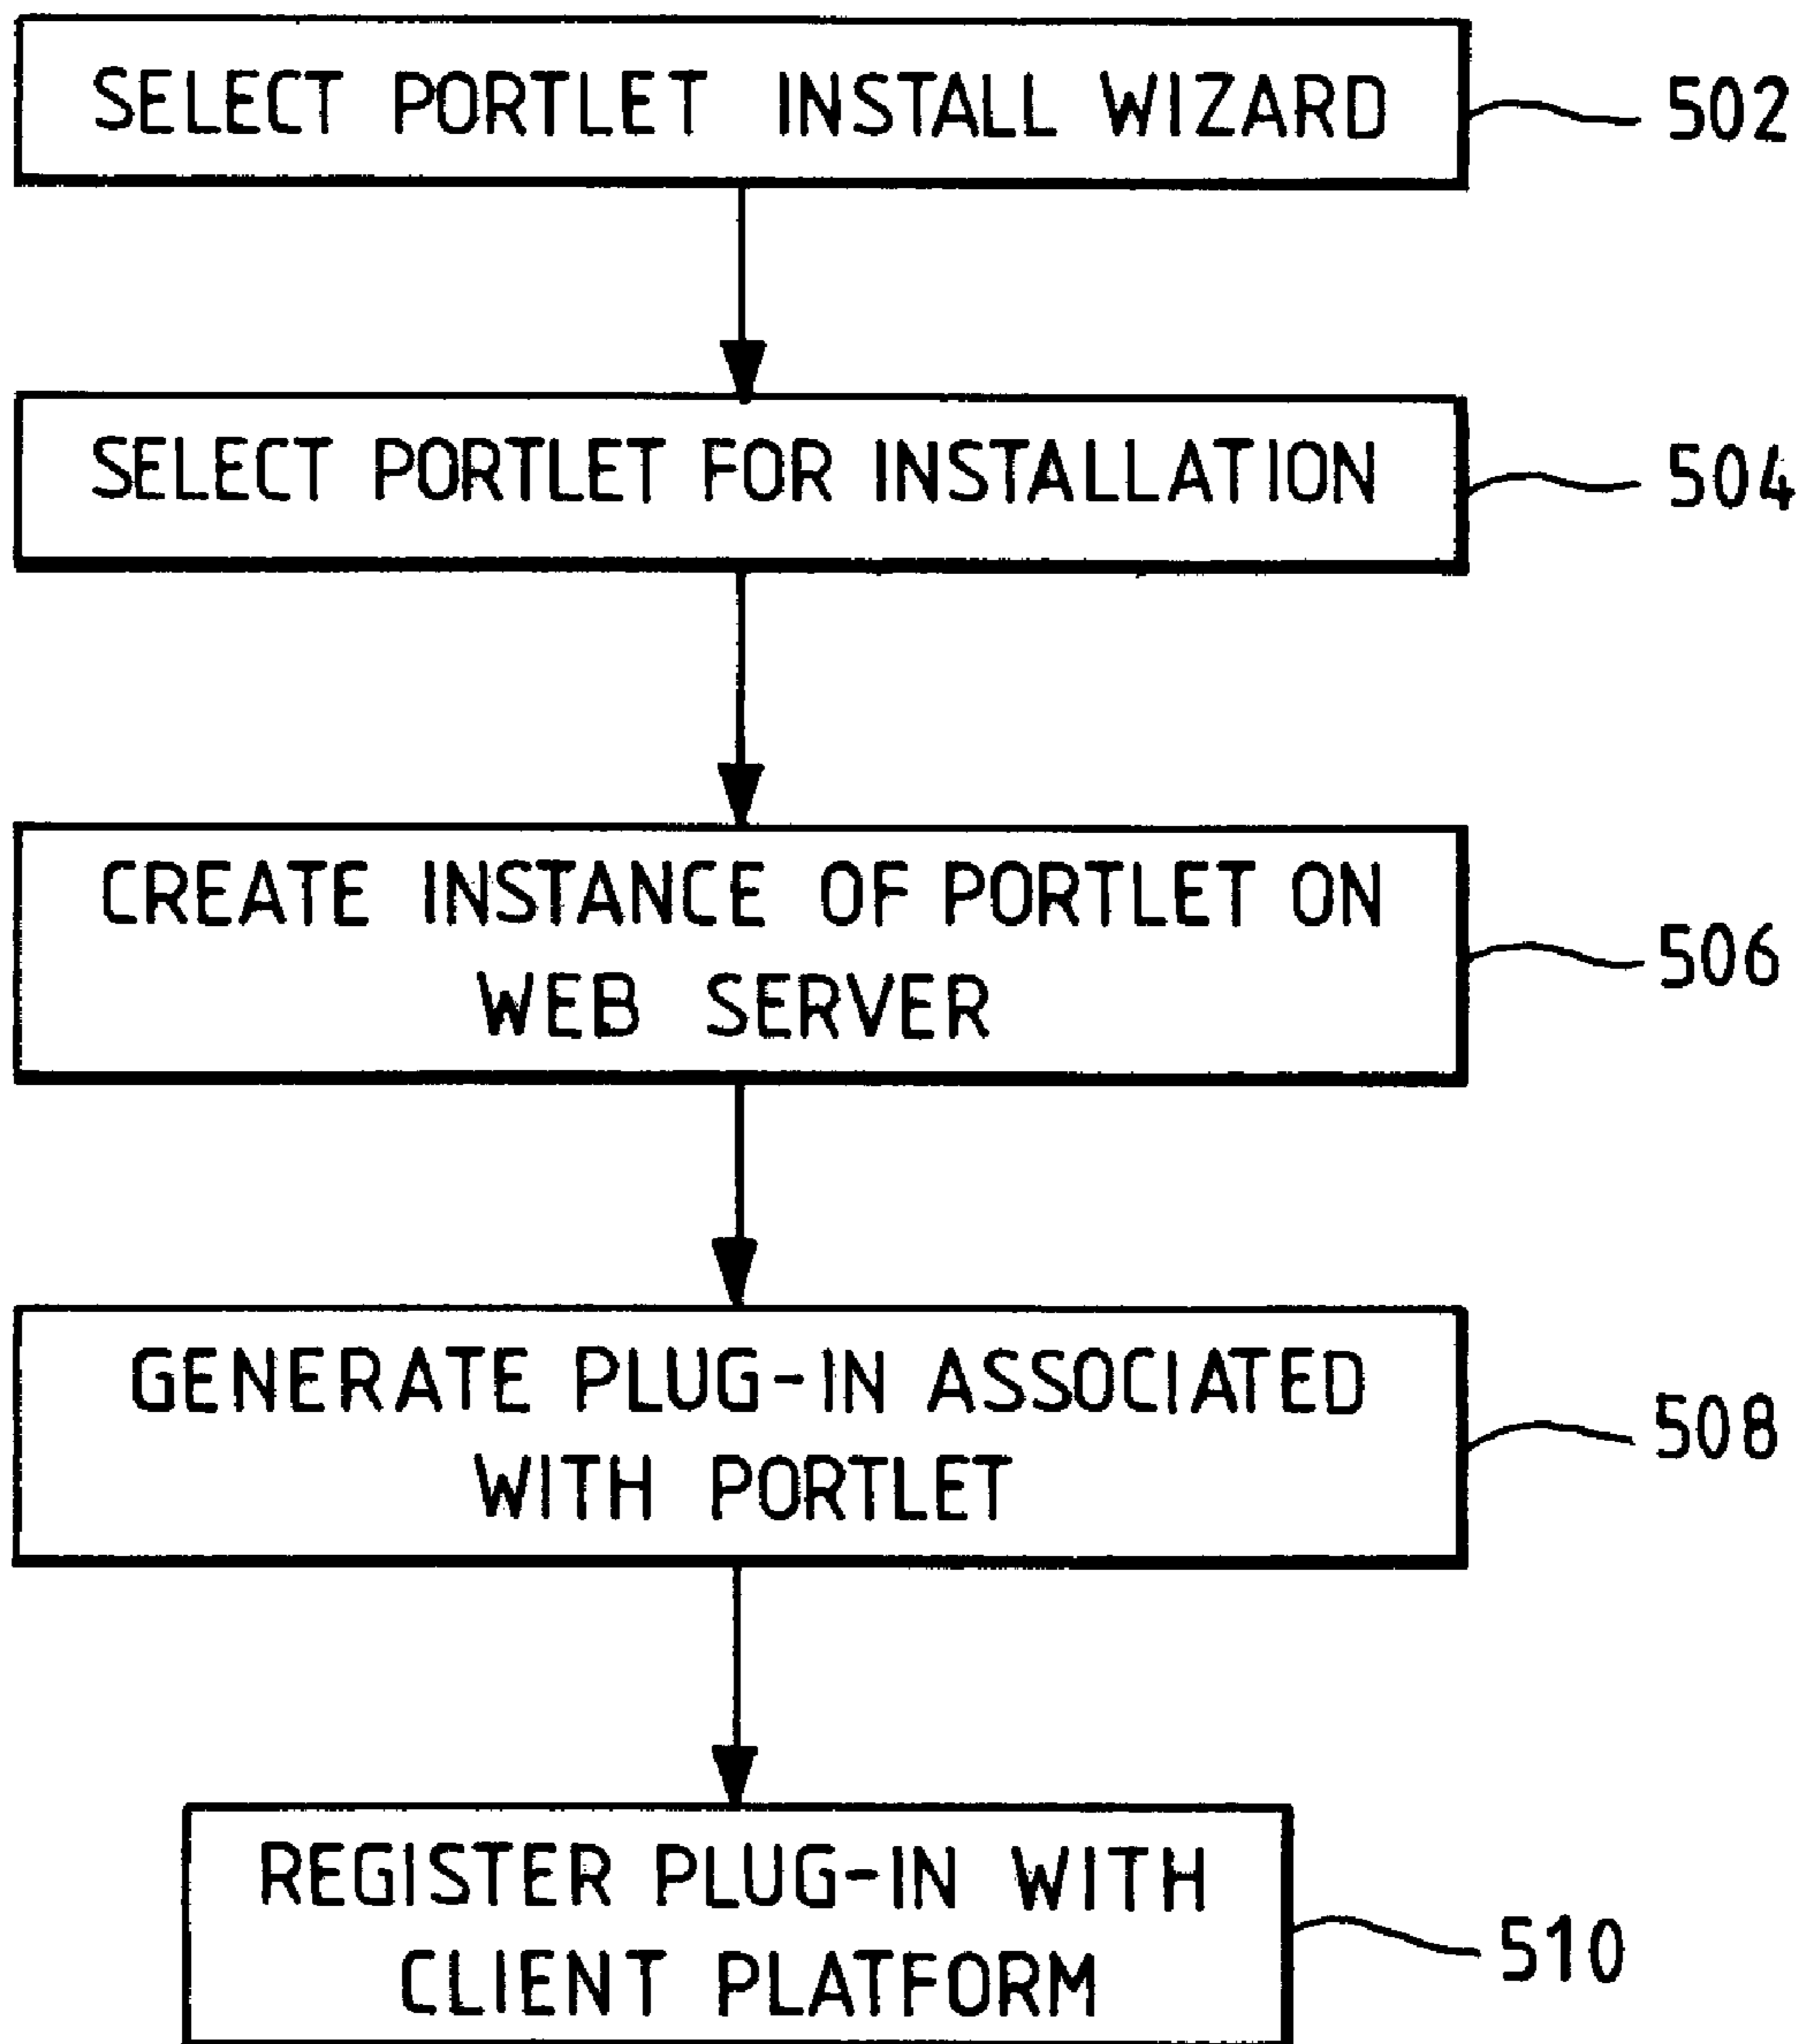 SELECT PORTLET INSTALL WIZARD
502
SELECT PORTLET FOR INSTALLATION
504
CREATE INSTANCE OF PORTLET ON
WEB SERVER
506
GENERATE PLUG-IN ASSOCIATED
WITH PORTLET
508
REGISTER PLUG-IN WITH
CLIENT PLATFORM
510